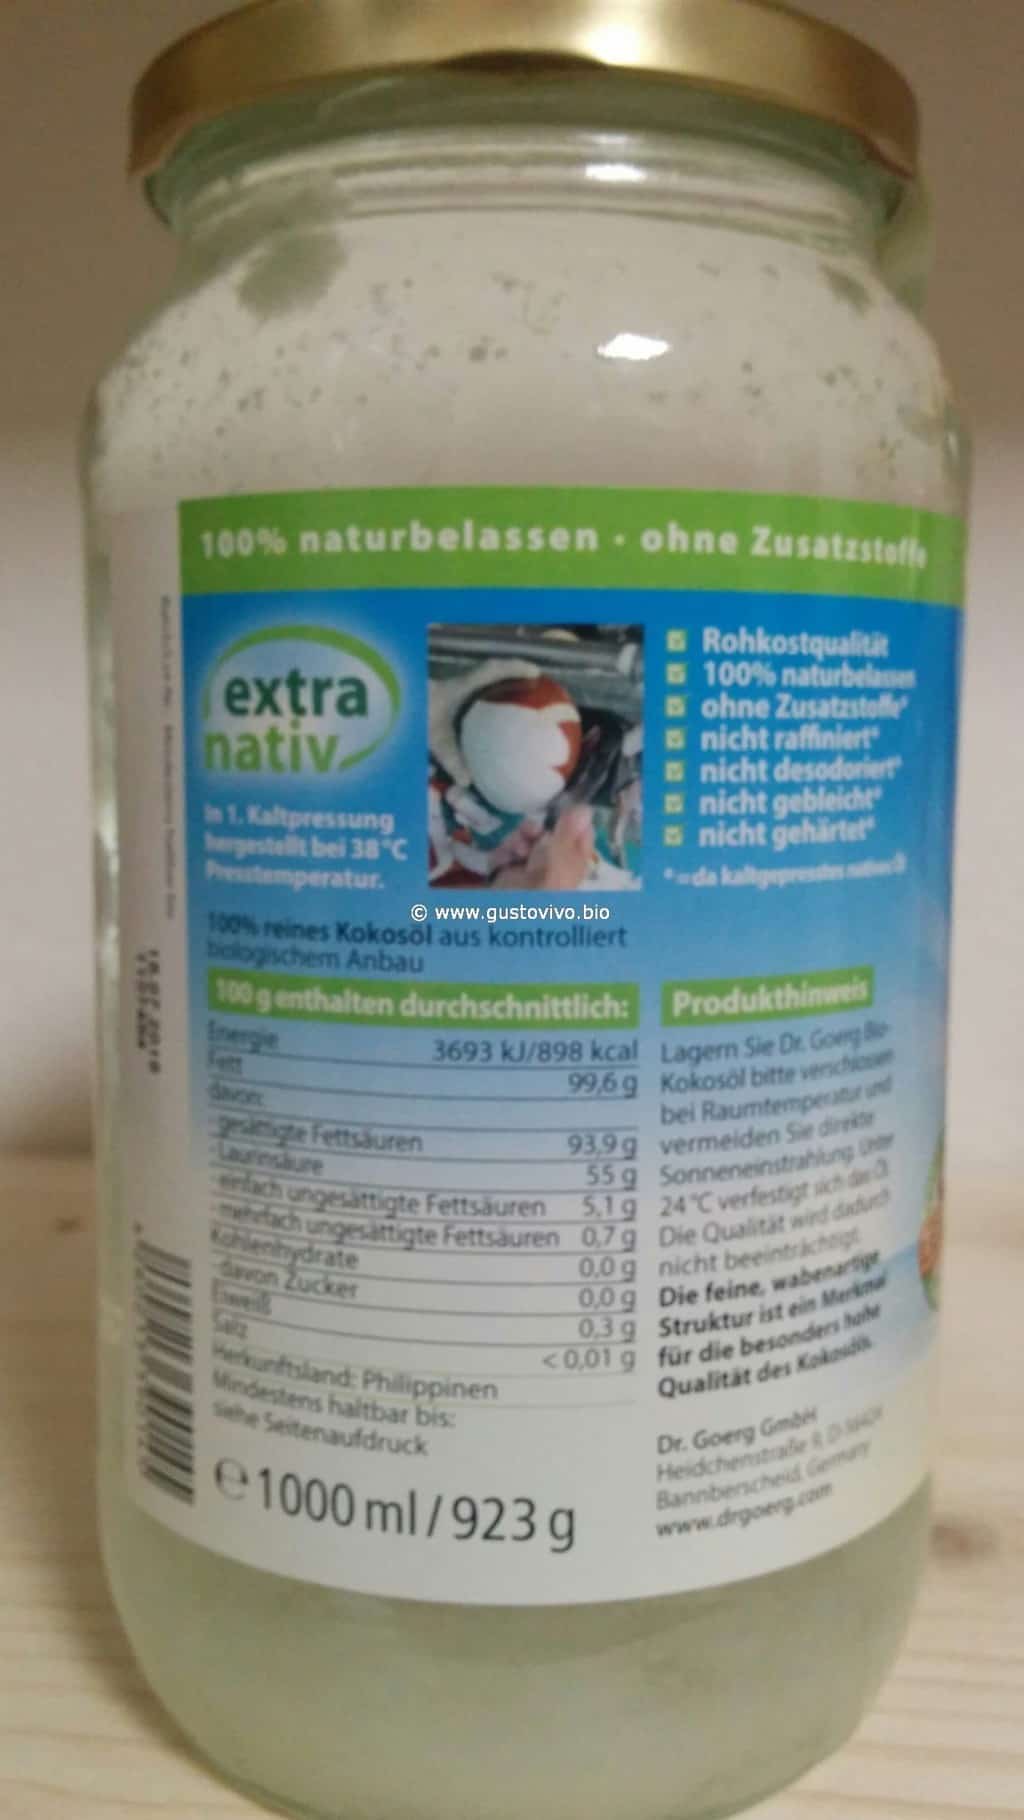 100% naturbelassen · ohne Zusatzstoffe
extra
nativ
In 1. Kaltpressung
hergestellt bei 38°C
Presstemperatur.
Rohkostqualität
100% naturbelassen
ohne Zusatzstoffe*
nicht raffiniert*
nicht desodoriert*
nicht gebleicht*
nicht gehärtet*
*=da kaltgepresstes natives Öl
© www.gustovivo.bio
100% reines Kokosöl aus kontrolliert
biologischem Anbau
100 g enthalten durchschnittlich:
Energie 3693 kJ/898 kcal
Fett 99,6 g
davon:
- gesättigte Fettsäuren 93,9 g
- Laurinsäure 55 g
- einfach ungesättigte Fettsäuren 5,1 g
- mehrfach ungesättigte Fettsäuren 0,7 g
Kohlenhydrate 0,0 g
- davon Zucker 0,0 g
Eiweiß 0,3 g
Salz < 0,01 g
Herkunftsland: Philippinen
Mindestens haltbar bis:
siehe Seitenaufdruck
e 1000 ml / 923 g
Produkthinweis
Lagern Sie Dr. Goerg Bio-
Kokosöl bitte verschlossen
bei Raumtemperatur und
vermeiden Sie direkte
Sonneneinstrahlung. Unter
24 °C verfestigt sich das Öl.
Die Qualität wird dadurch
nicht beeinträchtigt.
Die feine, wabenartige
Struktur ist ein Merkmal
für die besonders hohe
Qualität des Kokosöls.
Dr. Goerg GmbH
Heidchenstraße 9, D-56424
Bannberscheid, Germany
www.drgoerg.com